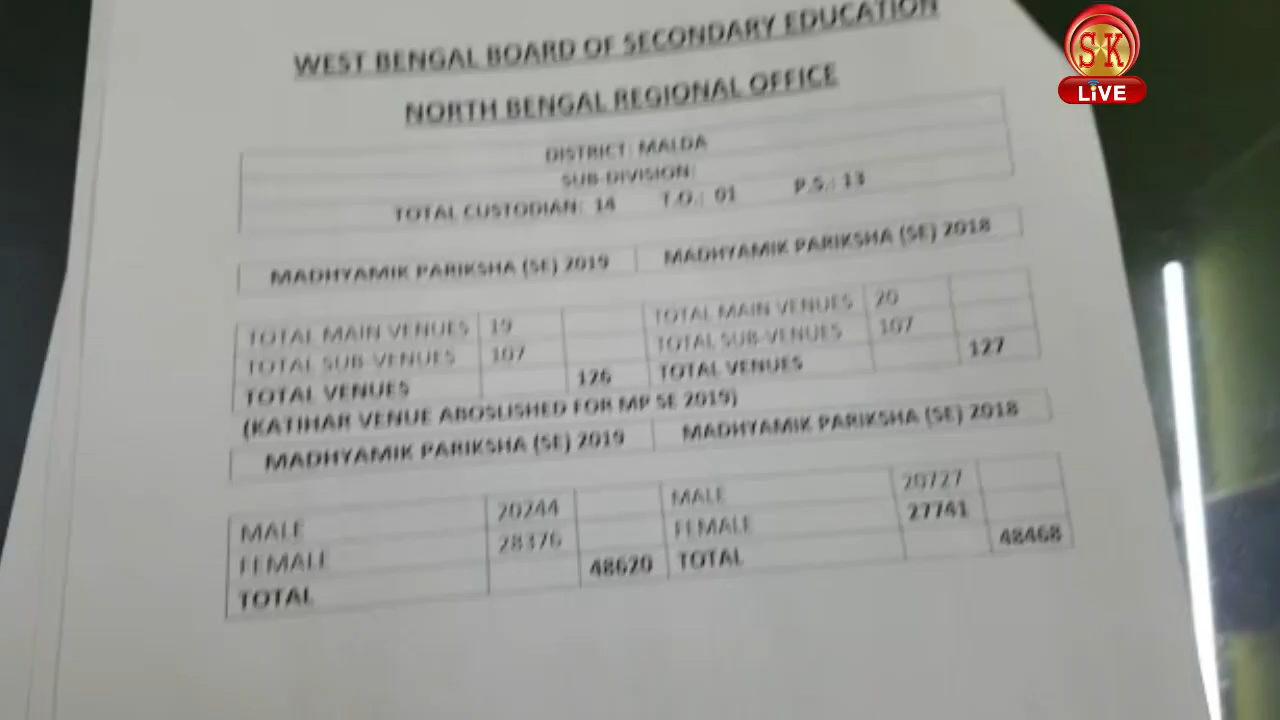 WEST BENGAL BOARD OF SECONDARY EDUCATION
NORTH BENGAL REGIONAL OFFICE
DISTRICT: MALDA
SUB-DIVISION:
TOTAL CUSTODIAN: 14 T.O.: 01 P.S.: 13
MADHYAMIK PARIKSHA (SE) 2019 MADHYAMIK PARIKSHA (SE) 2018
TOTAL MAIN VENUES 19 TOTAL MAIN VENUES 20
TOTAL SUB-VENUES 107 TOTAL SUB-VENUES 107
TOTAL VENUES 126 TOTAL VENUES 127
(KATIHAR VENUE ABOSLISHED FOR MP SE 2019)
MADHYAMIK PARIKSHA (SE) 2019 MADHYAMIK PARIKSHA (SE) 2018
MALE 20244 MALE 20727
FEMALE 28376 FEMALE 27741
TOTAL 48620 TOTAL 48468
SK
LiVE